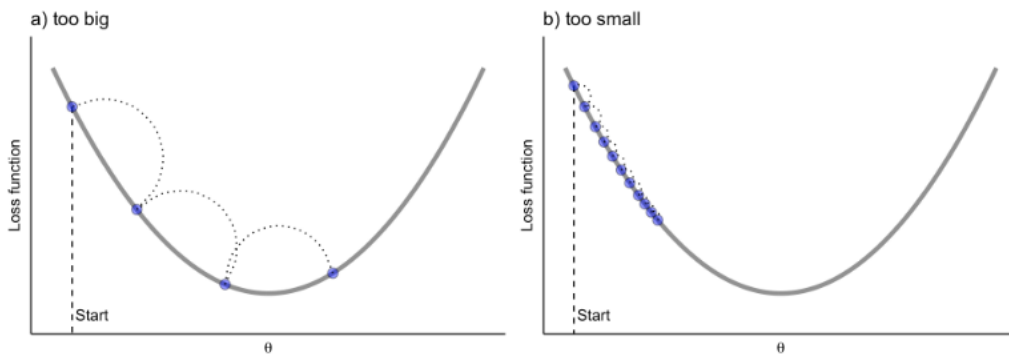 a) too big
Loss function
Start
θ
b) too small
Loss function
Start
θ